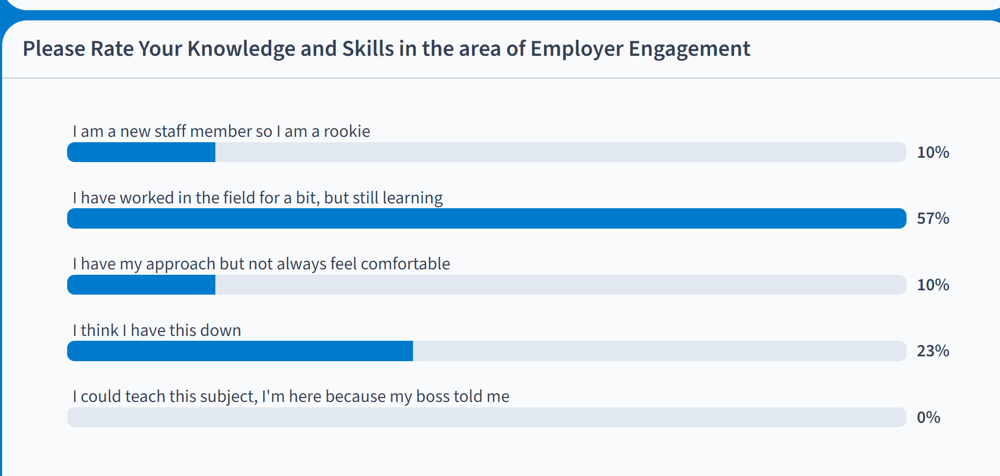 Please Rate Your Knowledge and Skills in the area of Employer Engagement
I am a new staff member so I am a rookie
10%
I have worked in the field for a bit, but still learning
57%
I have my approach but not always feel comfortable
10%
I think I have this down
23%
I could teach this subject, I'm here because my boss told me
0%